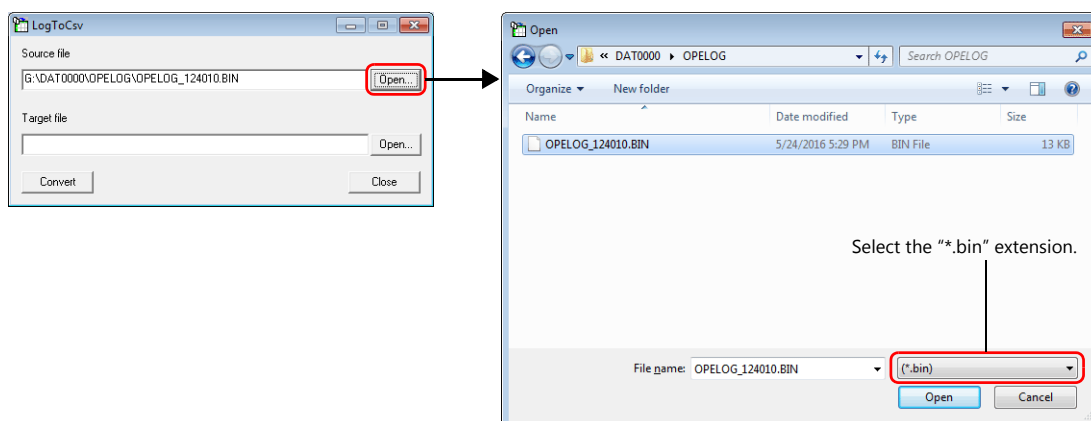 LogToCsv
Source file
G:\DAT0000\OPELOG\OPELOG_124010.BIN
Open...
Target file
Open...
Convert
Close
Open
« DAT0000 ▸ OPELOG
Search OPELOG
Organize
New folder
Name
Date modified
Type
Size
OPELOG_124010.BIN
5/24/2016 5:29 PM
BIN File
13 KB
Select the “*.bin” extension.
File name:
OPELOG_124010.BIN
(*.bin)
Open
Cancel